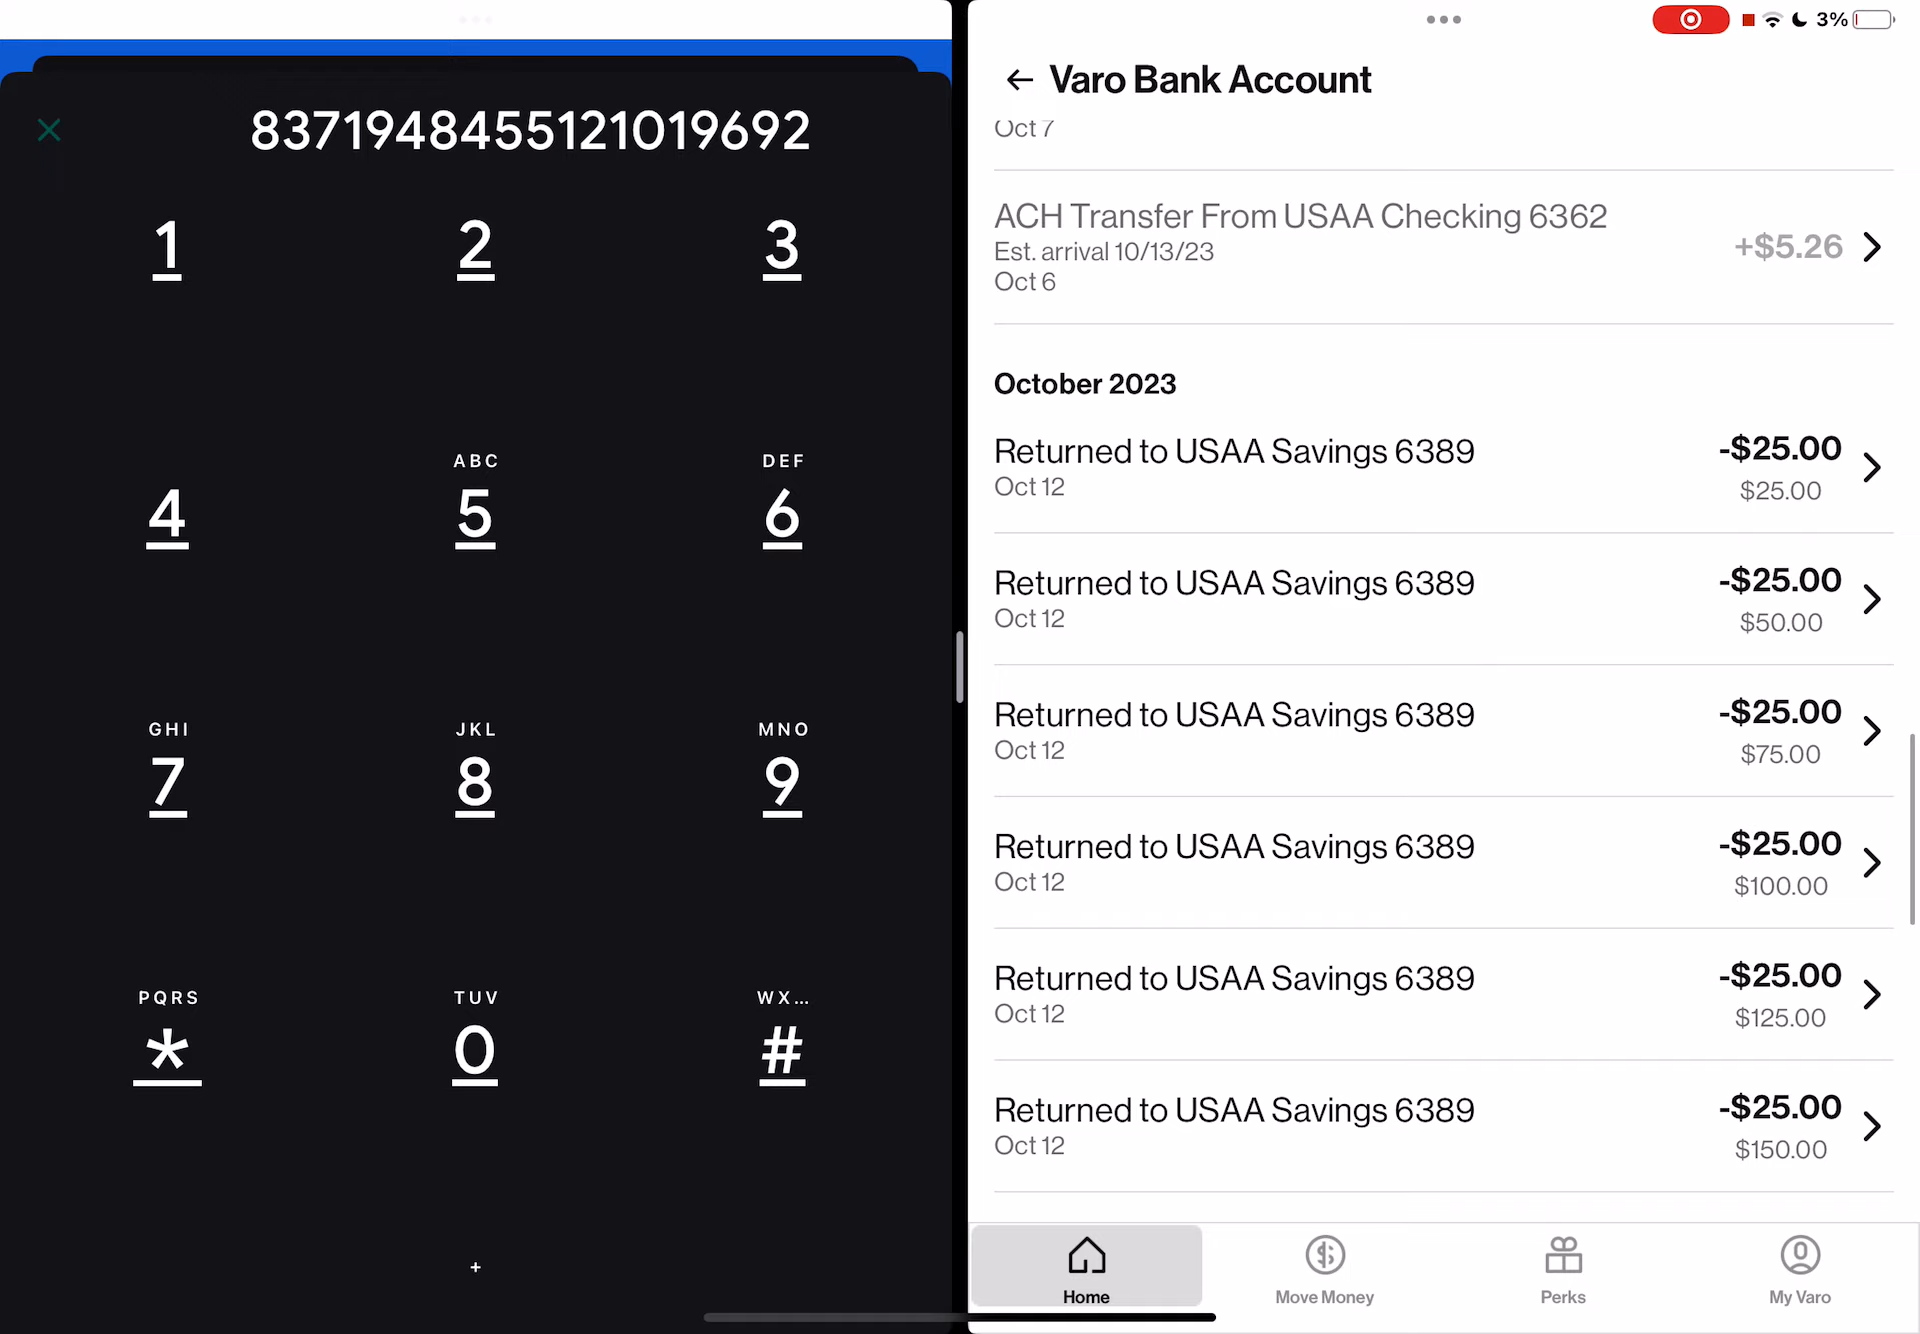 8371948455121019692
1
2
3
ABC
DEF
4
5
6
GHI
JKL
MNO
7
8
9
PQRS
TUV
WX...
*
0
#
+
3%
Varo Bank Account
Oct 7
ACH Transfer From USAA Checking 6362
Est. arrival 10/13/23
Oct 6
+$5.26
October 2023
Returned to USAA Savings 6389
Oct 12
-$25.00
$25.00
Returned to USAA Savings 6389
Oct 12
-$25.00
$50.00
Returned to USAA Savings 6389
Oct 12
-$25.00
$75.00
Returned to USAA Savings 6389
Oct 12
-$25.00
$100.00
Returned to USAA Savings 6389
Oct 12
-$25.00
$125.00
Returned to USAA Savings 6389
Oct 12
-$25.00
$150.00
Home
Move Money
Perks
My Varo